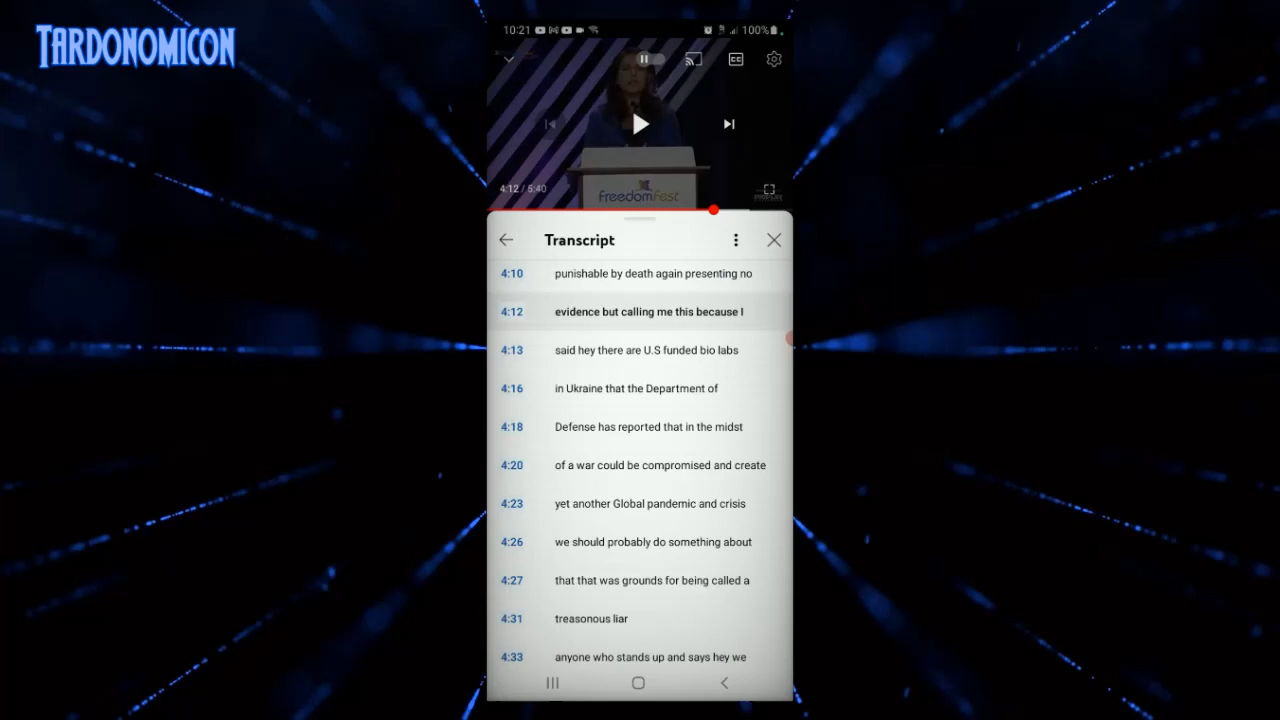 TARDONOMICON
10:21
100%
CC
4:12 / 5:40
freedomfest
Transcript
4:10 punishable by death again presenting no
4:12 evidence but calling me this because I
4:13 said hey there are U.S funded bio labs
4:16 in Ukraine that the Department of
4:18 Defense has reported that in the midst
4:20 of a war could be compromised and create
4:23 yet another Global pandemic and crisis
4:26 we should probably do something about
4:27 that that was grounds for being called a
4:31 treasonous liar
4:33 anyone who stands up and says hey we